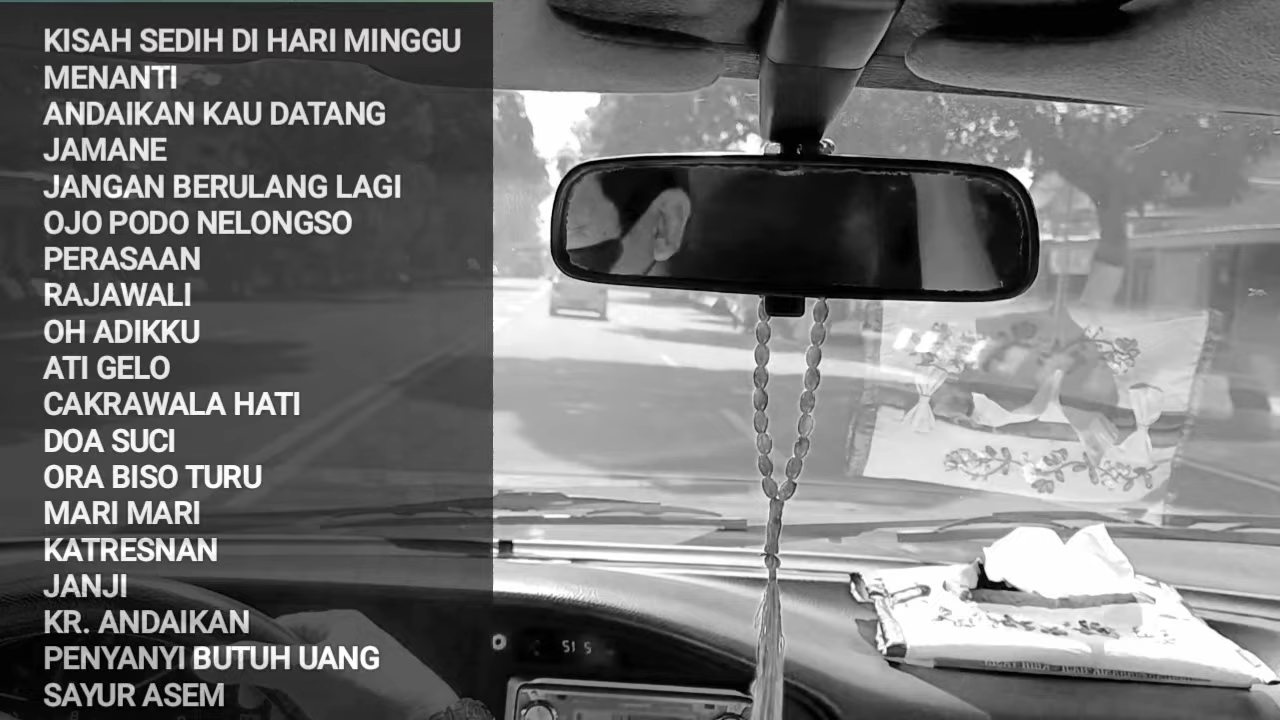 KISAH SEDIH DI HARI MINGGU
MENANTI
ANDAIKAN KAU DATANG
JAMANE
JANGAN BERULANG LAGI
OJO PODO NELONGSO
PERASAAN
RAJAWALI
OH ADIKKU
ATI GELO
CAKRAWALA HATI
DOA SUCI
ORA BISO TURU
MARI MARI
KATRESNAN
JANJI
KR. ANDAIKAN
PENYANYI BUTUH UANG
SAYUR ASEM